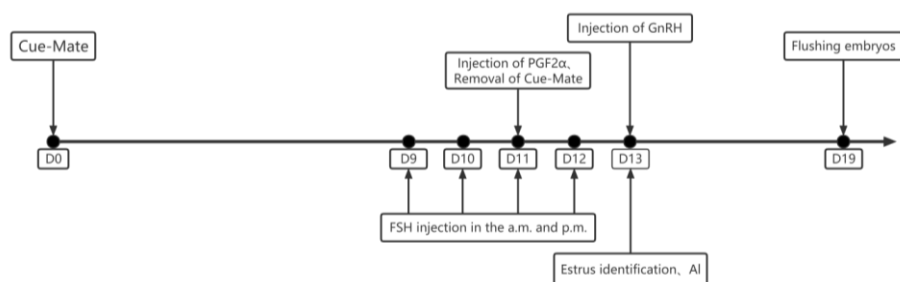 Injection of GnRH
Cue-Mate
Flushing embryos
Injection of PGF2α、
Removal of Cue-Mate
D0
D9
D10
D11
D12
D13
D19
FSH injection in the a.m. and p.m.
Estrus identification、AI